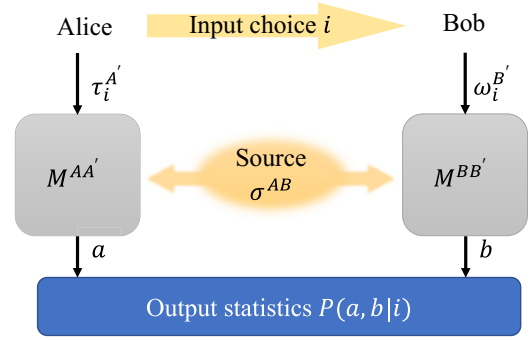 Alice
Input choice i
Bob
τ_i^{A'}
ω_i^{B'}
M^{AA'}
Source
σ^{AB}
M^{BB'}
a
b
Output statistics P(a, b|i)